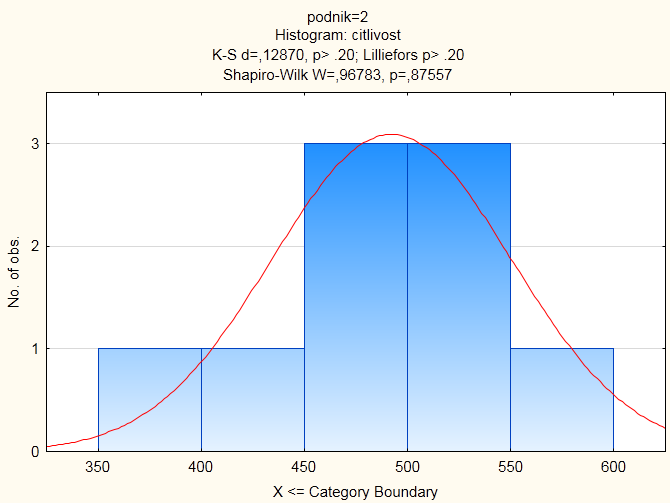 podnik=2
Histogram: citlivost
K-S d=,12870, p> .20; Lilliefors p> .20
Shapiro-Wilk W=,96783, p=,87557
No. of obs.
3
2
1
0
350 400 450 500 550 600
X <= Category Boundary